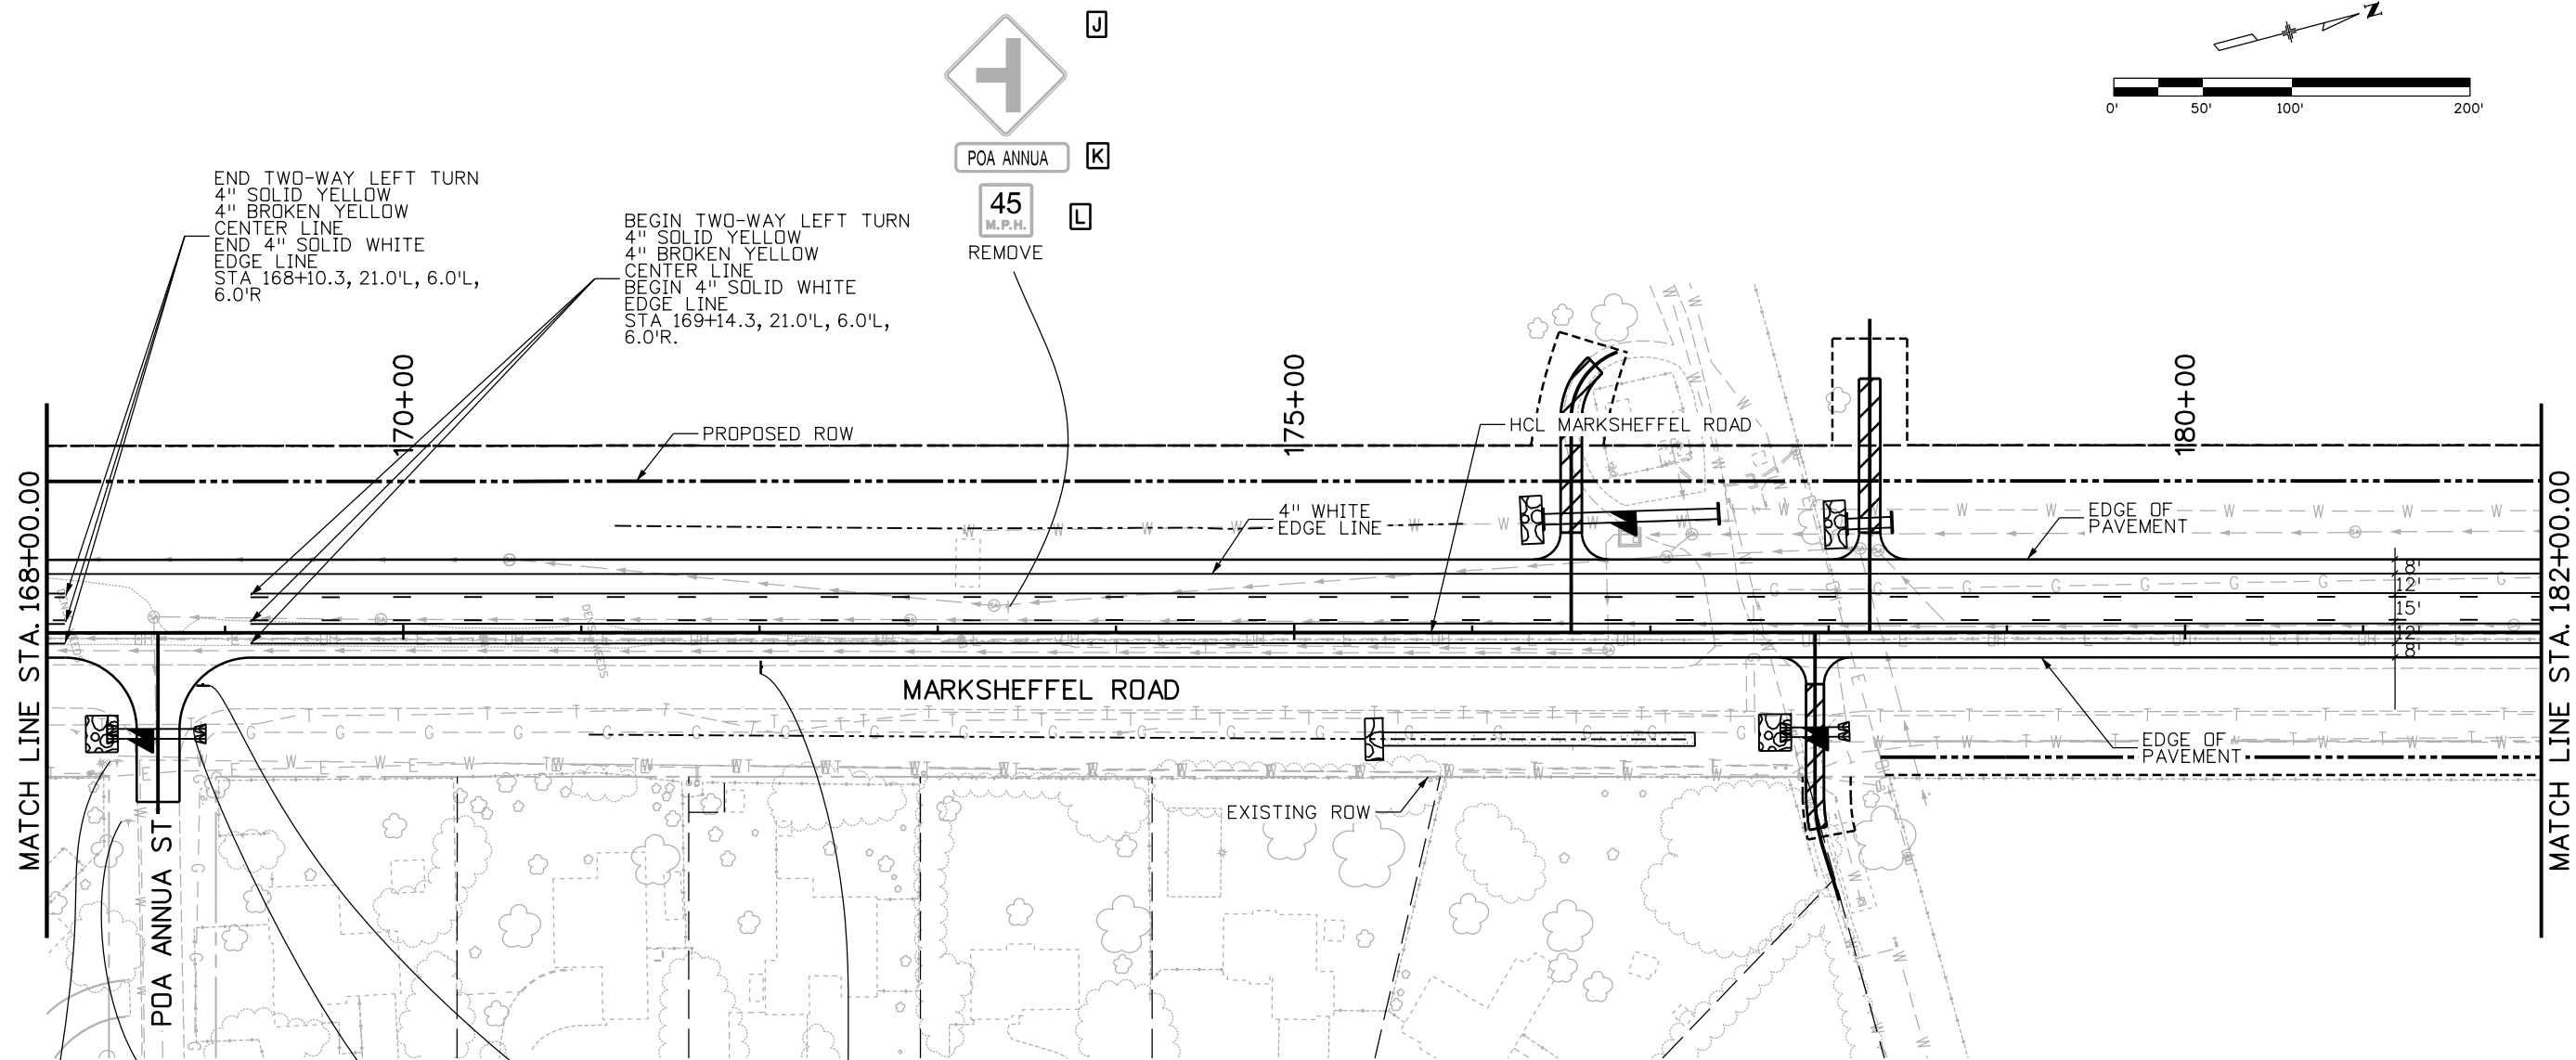 J
N
0' 50' 100' 200'
POA ANNUA
K
45
M.P.H.
L
REMOVE
END TWO-WAY LEFT TURN
4" SOLID YELLOW
4" BROKEN YELLOW
CENTER LINE
END 4" SOLID WHITE
EDGE LINE
STA 168+10.3, 21.0'L, 6.0'L,
6.0'R
BEGIN TWO-WAY LEFT TURN
4" SOLID YELLOW
4" BROKEN YELLOW
CENTER LINE
BEGIN 4" SOLID WHITE
EDGE LINE
STA 169+14.3, 21.0'L, 6.0'L,
6.0'R.
170+00
175+00
180+00
PROPOSED ROW
HCL MARKSHEFFEL ROAD
4" WHITE
EDGE LINE
EDGE OF
PAVEMENT
8'
12'
15'
12'
8'
MATCH LINE STA. 168+00.00
MATCH LINE STA. 182+00.00
MARKSHEFFEL ROAD
EDGE OF
PAVEMENT
EXISTING ROW
POA ANNUA ST